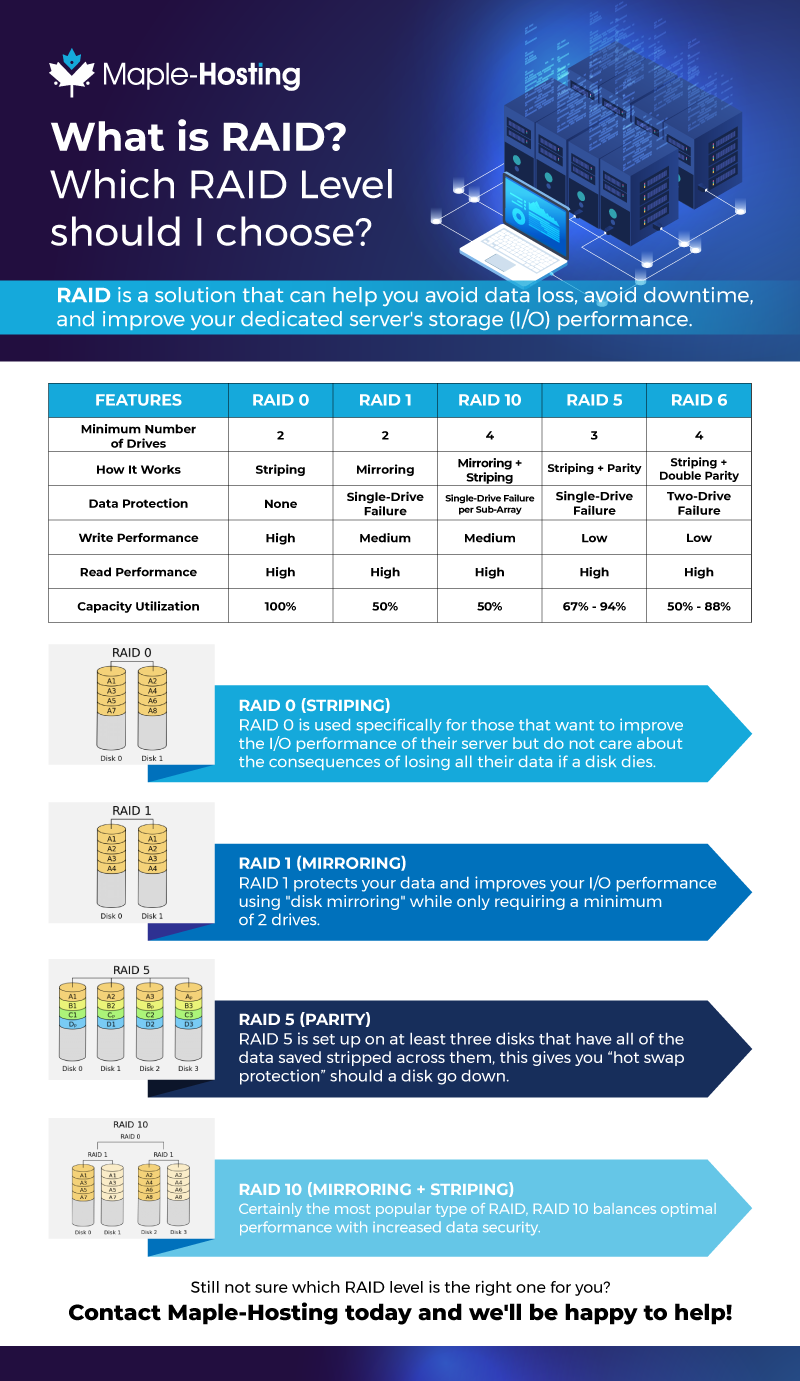 Maple-Hosting
What is RAID?
Which RAID Level
should I choose?
RAID is a solution that can help you avoid data loss, avoid downtime,
and improve your dedicated server's storage (I/O) performance.
FEATURES RAID 0 RAID 1 RAID 10 RAID 5 RAID 6
Minimum Number
of Drives 2 2 4 3 4
How It Works Striping Mirroring Mirroring +
Striping Striping + Parity Striping +
Double Parity
Data Protection None Single-Drive
Failure Single-Drive Failure
per Sub-Array Single-Drive
Failure Two-Drive
Failure
Write Performance High Medium Medium Low Low
Read Performance High High High High High
Capacity Utilization 100% 50% 50% 67% - 94% 50% - 88%
RAID 0
A1 A2
A3 A4
A5 A6
A7 A8
Disk 0 Disk 1
RAID 0 (STRIPING)
RAID 0 is used specifically for those that want to improve
the I/O performance of their server but do not care about
the consequences of losing all their data if a disk dies.
RAID 1
A1 A1
A2 A2
A3 A3
A4 A4
Disk 0 Disk 1
RAID 1 (MIRRORING)
RAID 1 protects your data and improves your I/O performance
using "disk mirroring" while only requiring a minimum
of 2 drives.
RAID 5
A1 A2 A3 Ap
B1 B2 Bp B3
C1 Cp C2 C3
Dp D1 D2 D3
Disk 0 Disk 1 Disk 2 Disk 3
RAID 5 (PARITY)
RAID 5 is set up on at least three disks that have all of the
data saved stripped across them, this gives you “hot swap
protection” should a disk go down.
RAID 10
RAID 0
RAID 1 RAID 1
A1 A1 A2 A2
A3 A3 A4 A4
A5 A5 A6 A6
A7 A7 A8 A8
Disk 0 Disk 1 Disk 2 Disk 3
RAID 10 (MIRRORING + STRIPING)
Certainly the most popular type of RAID, RAID 10 balances optimal
performance with increased data security.
Still not sure which RAID level is the right one for you?
Contact Maple-Hosting today and we'll be happy to help!